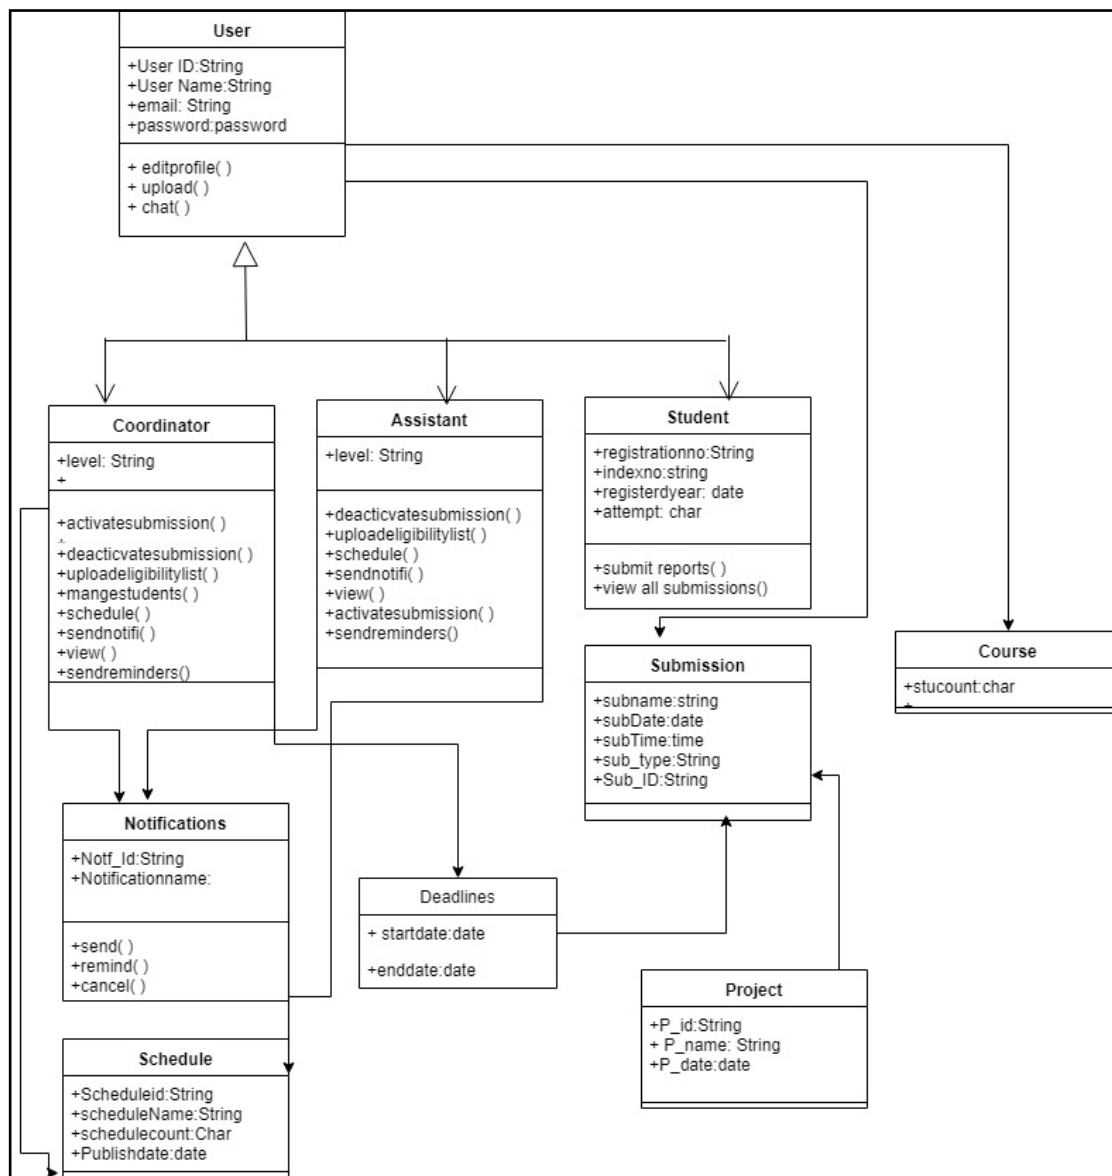 User
+User ID:String
+User Name:String
+email: String
+password:password
+ editprofile( )
+ upload( )
+ chat( )
Coordinator
+level: String
+
+activatesubmission( )
+deacticvatesubmission( )
+uploadeligibilitylist( )
+mangestudents( )
+schedule( )
+sendnotifi( )
+view( )
+sendreminders()
Assistant
+level: String
+deacticvatesubmission( )
+uploadeligibilitylist( )
+schedule( )
+sendnotifi( )
+view( )
+activatesubmission( )
+sendreminders()
Student
+registrationno:String
+indexno:string
+registerdyear: date
+attempt: char
+submit reports( )
+view all submissions()
Submission
+subname:string
+subDate:date
+subTime:time
+sub_type:String
+Sub_ID:String
Course
+stucount:char
+
Notifications
+Notf_Id:String
+Notificationname:
+send( )
+remind( )
+cancel( )
Deadlines
+ startdate:date
+enddate:date
Project
+P_id:String
+ P_name: String
+P_date:date
Schedule
+Scheduleid:String
+scheduleName:String
+schedulecount:Char
+Publishdate:date